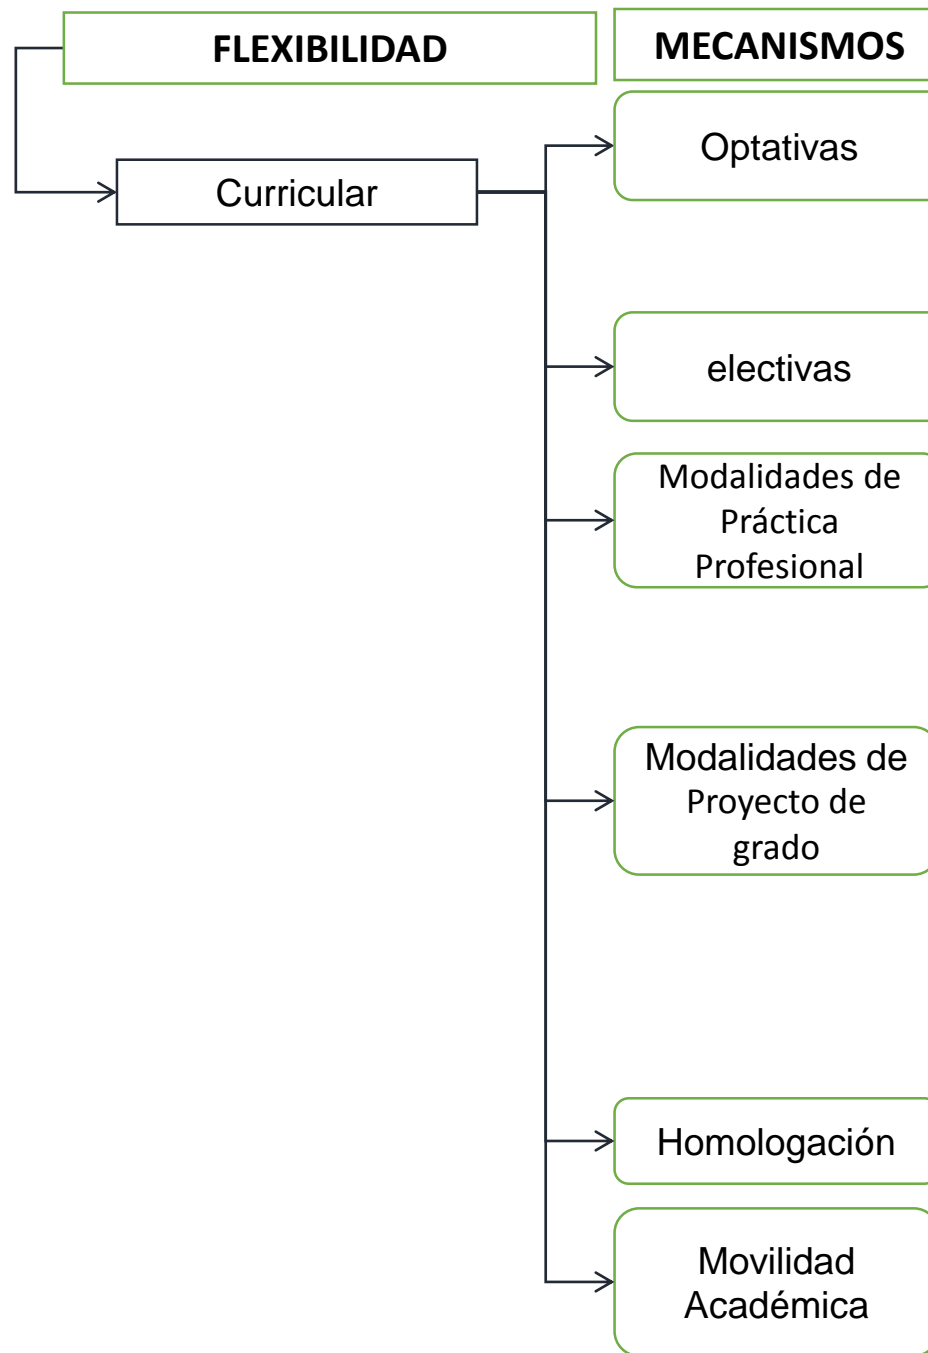 FLEXIBILIDAD
MECANISMOS
Curricular
Optativas
electivas
Modalidades de
Práctica
Profesional
Modalidades de
Proyecto de
grado
Homologación
Movilidad
Académica